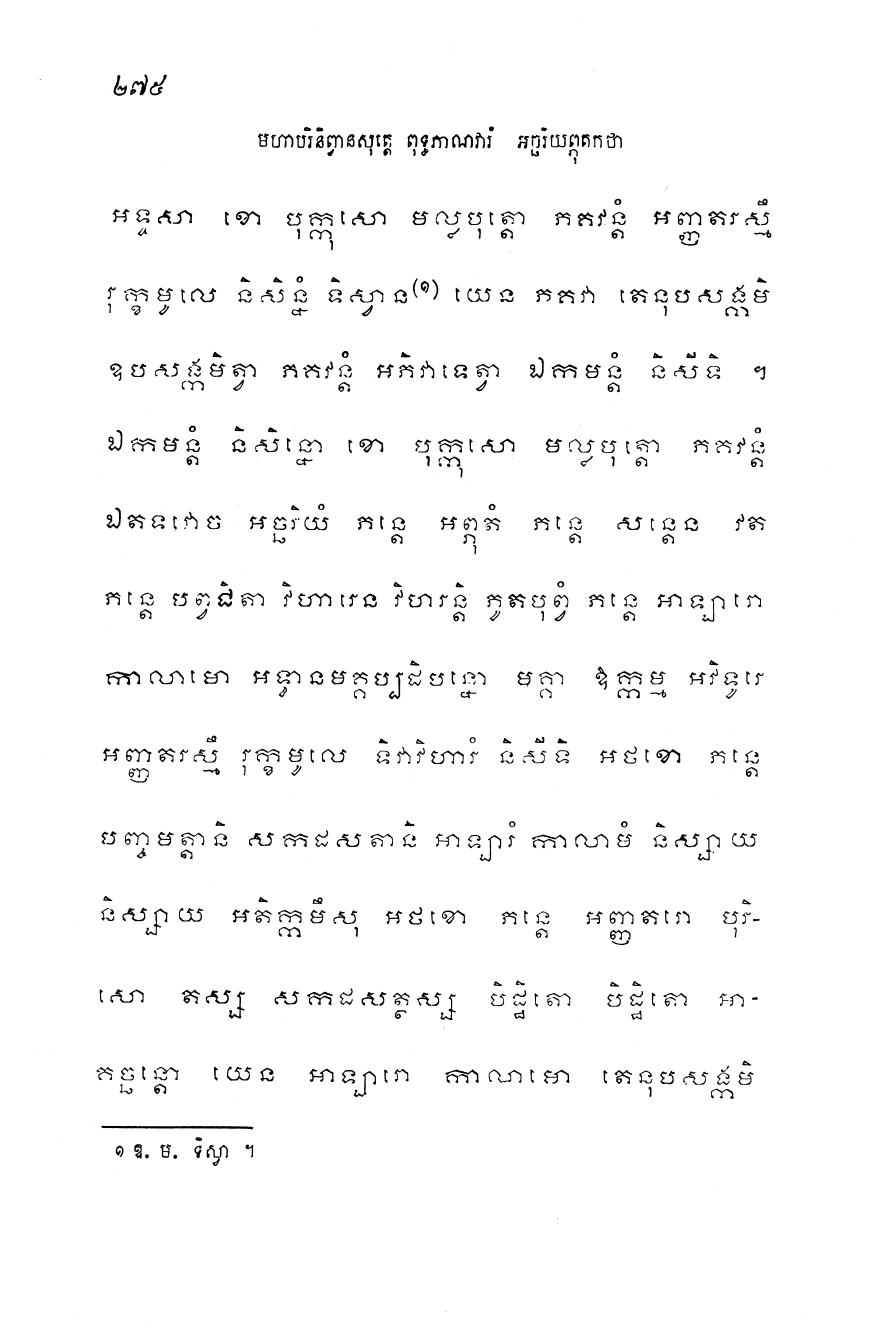 ២៧៥
មហាបរិនិព្វានសុត្តេ ពុទ្ធភាណវារំ អច្ឆរិយព្ភុតកថា
អទ្ទសា ខោ បុក្កុសោ មល្លបុត្តោ ភគវន្តំ អញ្ញតរស្មឹ
រុក្ខមូលេ និសិន្នំ ទិស្វាន(១) យេន ភគវា តេនុបសង្កមិ
ឧបសង្កមិត្វា ភគវន្តំ អភិវាទេត្វា ឯកមន្តំ និសីទិ ។
ឯកមន្តំ និសិន្នោ ខោ បុក្កុសោ មល្លបុត្តោ ភគវន្តំ
ឯតទវោច អច្ឆរិយំ ភន្តេ អព្ភុតំ ភន្តេ សន្តេន វត
ភន្តេ បព្វជិតា វិហារេន វិហរន្តិ ភូតបុព្វំ ភន្តេ អាឡារោ
កាលាមោ អទ្ធានមគ្គប្បដិបន្នោ មគ្គា ឱក្កម្ម អវិទូរេ
អញ្ញតរស្មឹ រុក្ខមូលេ ទិវាវិហារំ និសីទិ អថខោ ភន្តេ
បញ្ចមត្តានិ សកដសតានិ អាឡារំ កាលាមំ និស្សាយ
និស្សាយ អតិក្កមឹសុ អថខោ ភន្តេ អញ្ញតរោ បុរិ-
សោ តស្ស សកដសត្ថស្ស បិដ្ឋិតោ បិដ្ឋិតោ អា-
គច្ឆន្តោ យេន អាឡារោ កាលាមោ តេនុបសង្កមិ
១ ឱ. ម. ទិស្វា ។